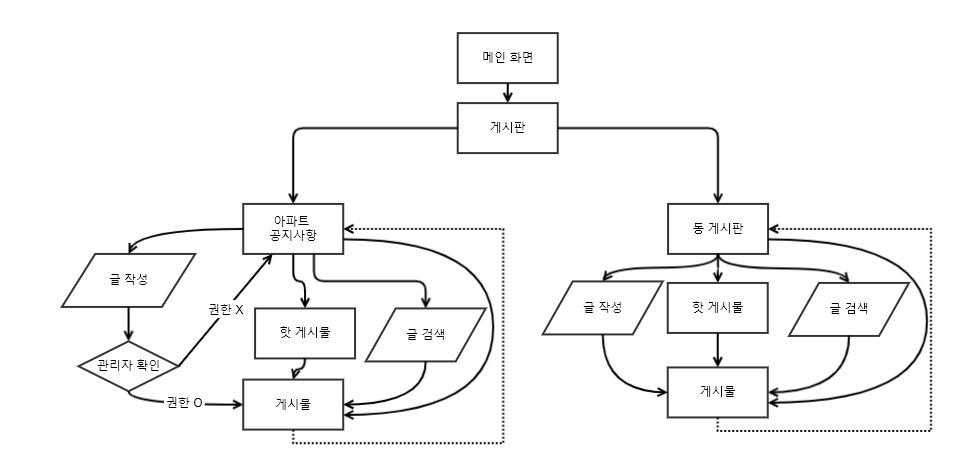 메인 화면
게시판
아파트
공지사항
동 게시판
글 작성
권한 X
핫 게시물
글 검색
관리자 확인
권한 O
게시물
글 작성
핫 게시물
글 검색
게시물